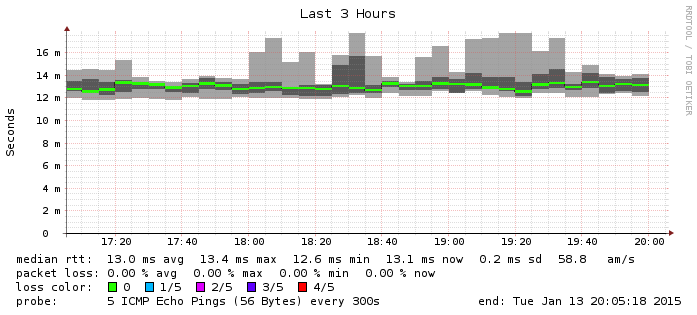 Last 3 Hours
RRDTOOL / TOBI OETIKER
Seconds
16 m
14 m
12 m
10 m
8 m
6 m
4 m
2 m
0
17:20 17:40 18:00 18:20 18:40 19:00 19:20 19:40 20:00
median rtt: 13.0 ms avg 13.4 ms max 12.6 ms min 13.1 ms now 0.2 ms sd 58.8 am/s
packet loss: 0.00 % avg 0.00 % max 0.00 % min 0.00 % now
loss color: 0 1/5 2/5 3/5 4/5
probe: 5 ICMP Echo Pings (56 Bytes) every 300s end: Tue Jan 13 20:05:18 2015